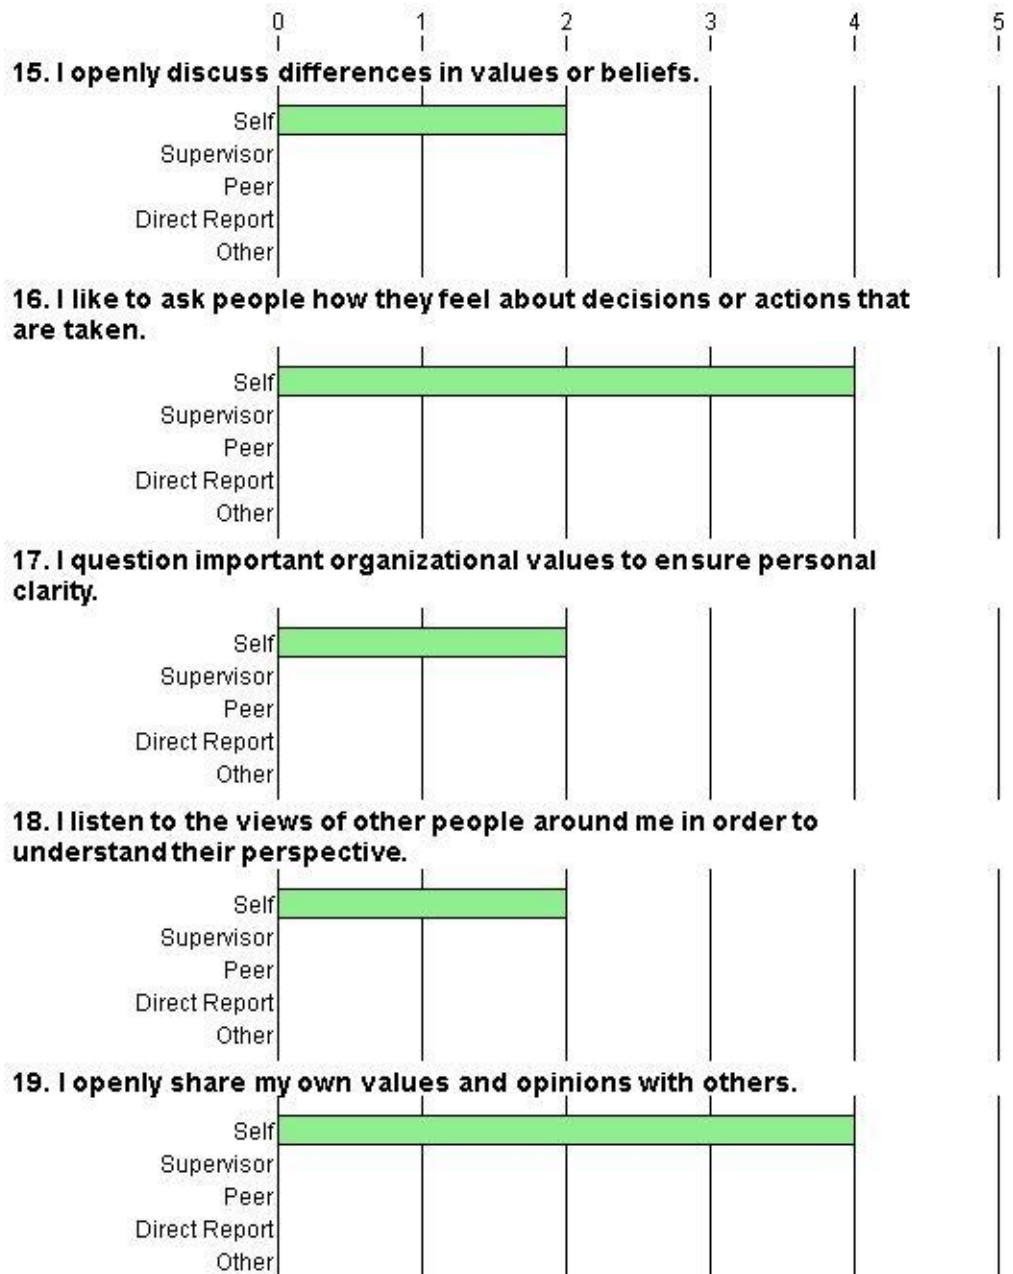 0 1 2 3 4 5
15. I openly discuss differences in values or beliefs.
Self
Supervisor
Peer
Direct Report
Other
16. I like to ask people how they feel about decisions or actions that
are taken.
Self
Supervisor
Peer
Direct Report
Other
17. I question important organizational values to ensure personal
clarity.
Self
Supervisor
Peer
Direct Report
Other
18. I listen to the views of other people around me in order to
understand their perspective.
Self
Supervisor
Peer
Direct Report
Other
19. I openly share my own values and opinions with others.
Self
Supervisor
Peer
Direct Report
Other